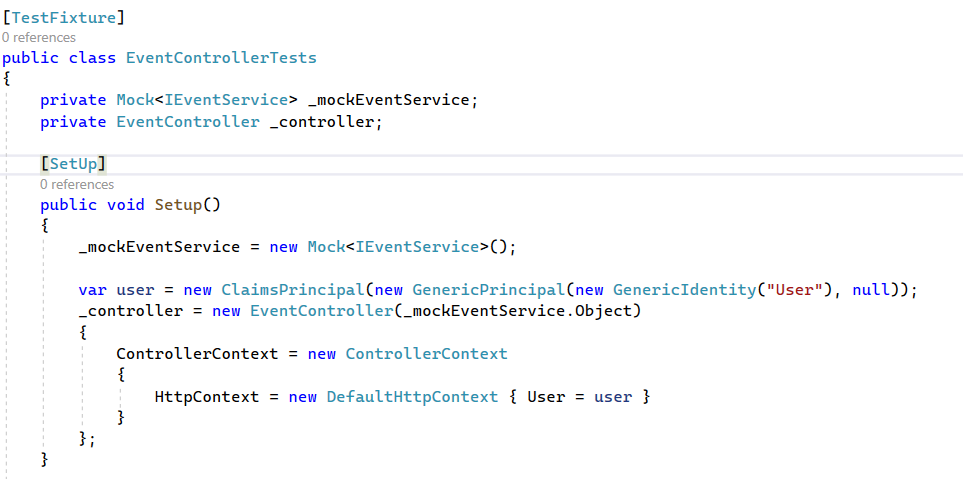 [TestFixture]
0 references
public class EventControllerTests
{
    private Mock<IEventService> _mockEventService;
    private EventController _controller;

    [SetUp]
    0 references
    public void Setup()
    {
        _mockEventService = new Mock<IEventService>();

        var user = new ClaimsPrincipal(new GenericPrincipal(new GenericIdentity("User"), null));
        _controller = new EventController(_mockEventService.Object)
        {
            ControllerContext = new ControllerContext
            {
                HttpContext = new DefaultHttpContext { User = user }
            }
        };
    }